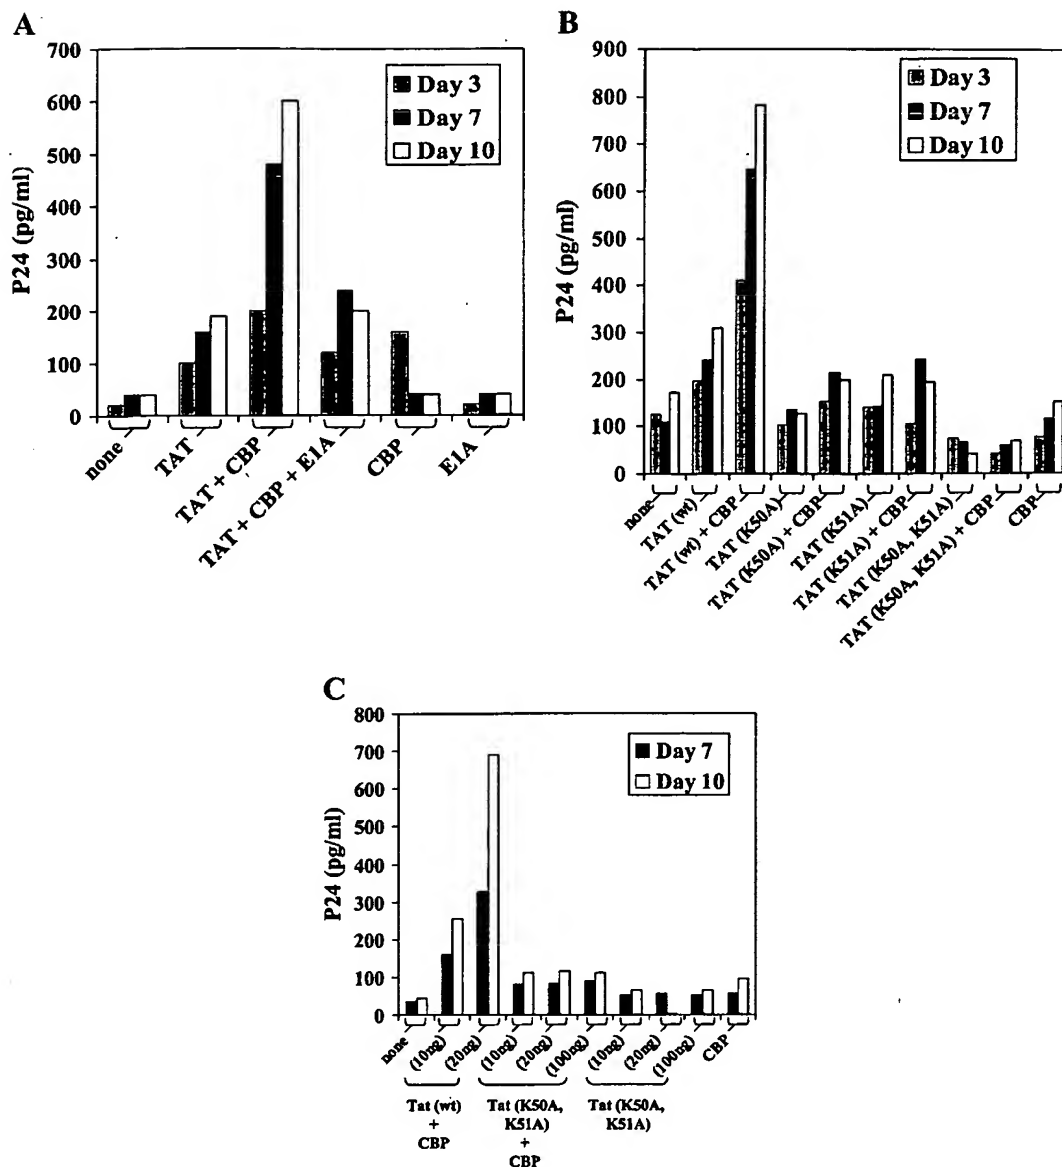 A
700
600
500
400
300
200
100
0
P24 (pg/ml)
Day 3
Day 7
Day 10
none
TAT
TAT + CBP
TAT + CBP + E1A
CBP
E1A
B
900
800
700
600
500
400
300
200
100
0
P24 (pg/ml)
Day 3
Day 7
Day 10
none
TAT (wt)
TAT (wt) + CBP
TAT (K50A)
TAT (K50A) + CBP
TAT (K51A)
TAT (K51A) + CBP
TAT (K50A, K51A)
TAT (K50A, K51A) + CBP
CBP
C
800
700
600
500
400
300
200
100
0
P24 (pg/ml)
Day 7
Day 10
none
(10ng)
(20ng)
(10ng)
(20ng)
(100ng)
(10ng)
(20ng)
(100ng)
CBP
Tat (wt)
+
CBP
Tat (K50A,
K51A)
+
CBP
Tat (K50A,
K51A)